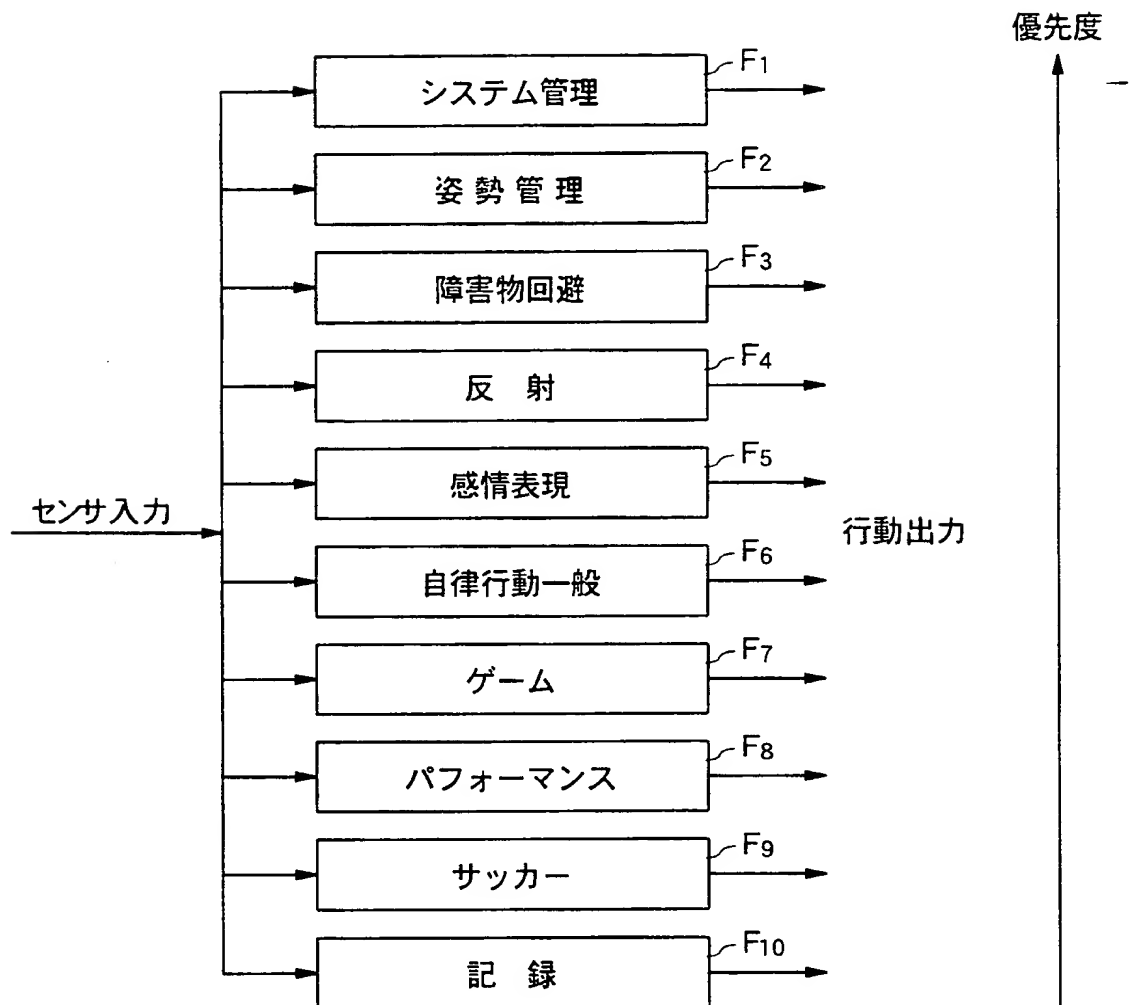 優先度
F1
システム管理
F2
姿勢管理
F3
障害物回避
F4
反射
F5
感情表現
センサ入力
行動出力
F6
自律行動一般
F7
ゲーム
F8
パフォーマンス
F9
サッカー
F10
記録